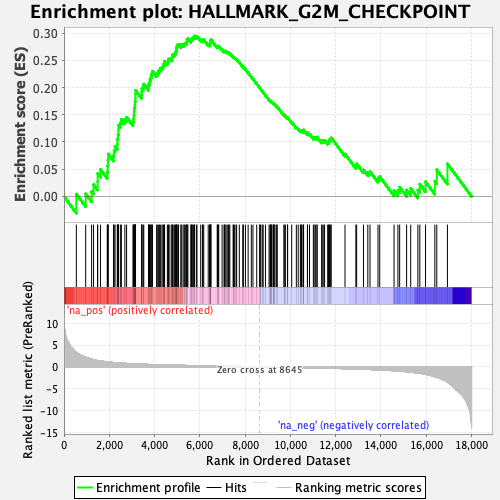 Enrichment plot: HALLMARK_G2M_CHECKPOINT
Enrichment score (ES)
0.30
0.25
0.20
0.15
0.10
0.05
0.00
'na_pos' (positively correlated)
Ranked list metric (PreRanked)
10
5
0
-5
-10
-15
Zero cross at 8645
'na_neg' (negatively correlated)
0 2,000 4,000 6,000 8,000 10,000 12,000 14,000 16,000 18,000
Rank in Ordered Dataset
Enrichment profile Hits Ranking metric scores